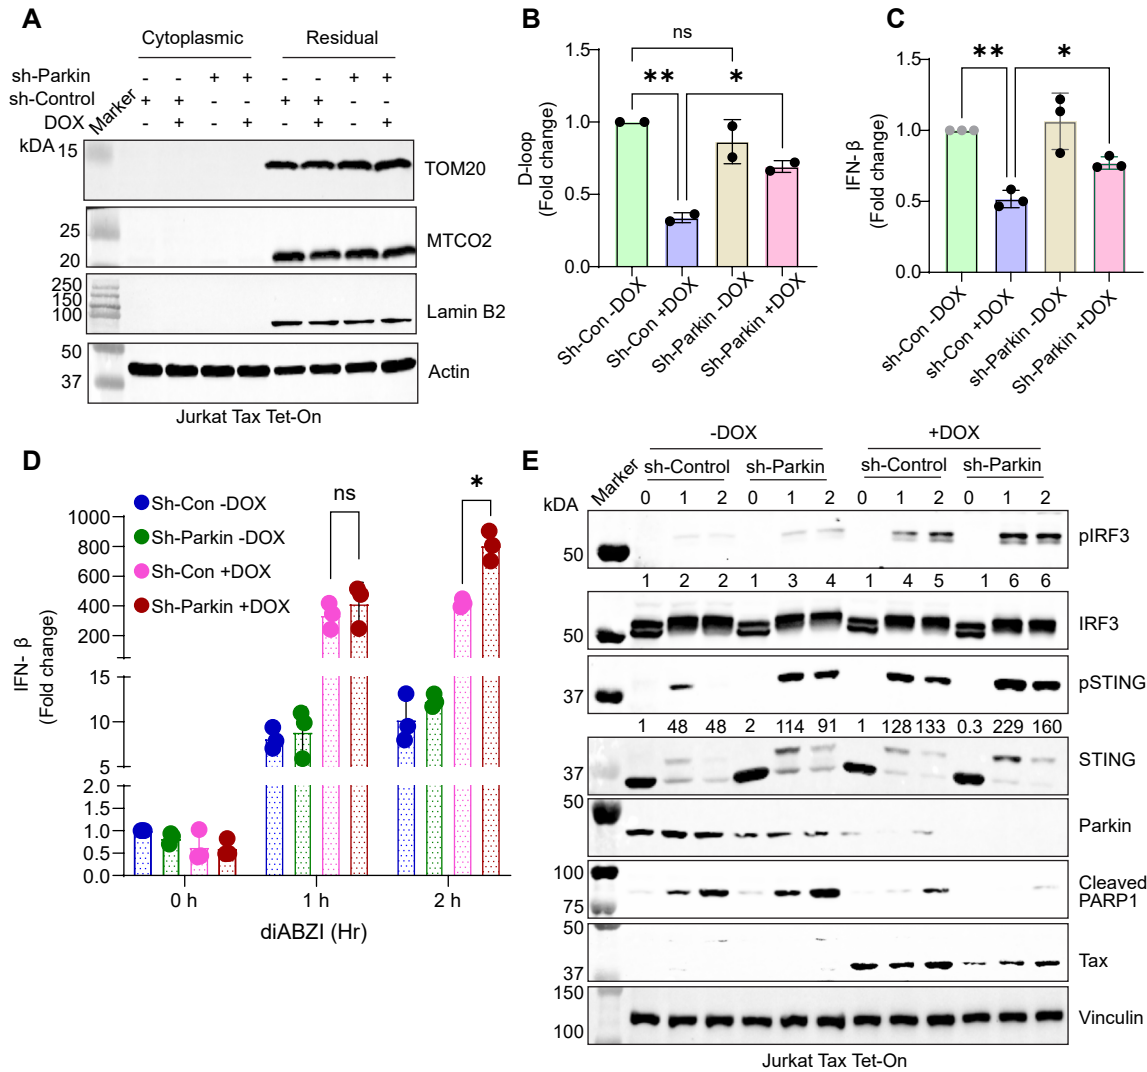 A
Cytoplasmic Residual
sh-Parkin - - + + - - + +
sh-Control + + - - + + - -
DOX - + - + - + - +
Marker
kDA
15 TOM20
25
20 MTCO2
250
150
100 Lamin B2
50
37 Actin
Jurkat Tax Tet-On
B
D-loop
(Fold change)
1.5
1.0
0.5
0.0
ns
** *
Sh-Con -DOX
Sh-Con +DOX
Sh-Parkin -DOX
Sh-Parkin +DOX
C
IFN- β
(Fold change)
1.5
1.0
0.5
0.0
** *
sh-Con -DOX
sh-Con +DOX
sh-Parkin -DOX
Sh-Parkin +DOX
D
Sh-Con -DOX
Sh-Parkin -DOX
Sh-Con +DOX
Sh-Parkin +DOX
ns *
IFN- β
(Fold change)
1000
800
600
400
200
15
10
5
2.0
1.5
1.0
0.5
0.0
0 h 1 h 2 h
diABZI (Hr)
E
-DOX +DOX
sh-Control sh-Parkin sh-Control sh-Parkin
Marker
kDA
0 1 2 0 1 2 0 1 2 0 1 2
50 pIRF3
1 2 2 1 3 4 1 4 5 1 6 6
50 IRF3
37 pSTING
1 48 48 2 114 91 1 128 133 0.3 229 160
37 STING
50 Parkin
100
75 Cleaved
PARP1
50
37 Tax
150
100 Vinculin
Jurkat Tax Tet-On